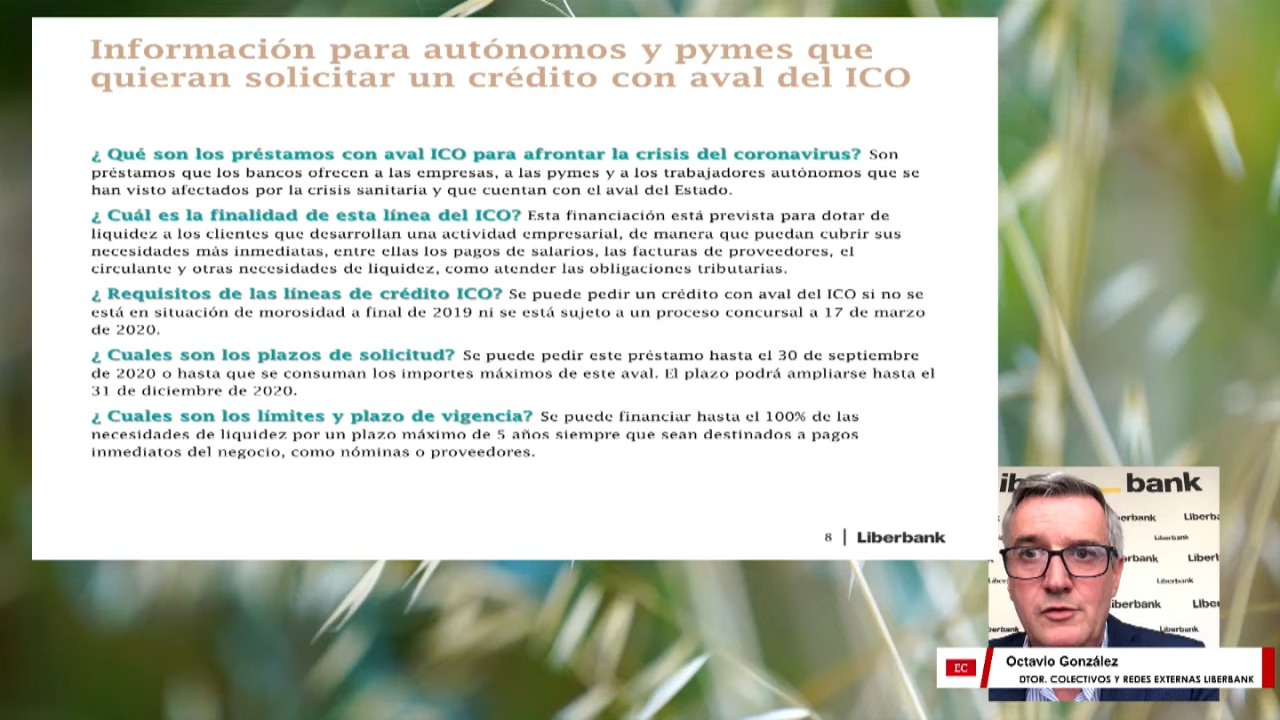 Información para autónomos y pymes que
quieran solicitar un crédito con aval del ICO
¿ Qué son los préstamos con aval ICO para afrontar la crisis del coronavirus? Son
préstamos que los bancos ofrecen a las empresas, a las pymes y a los trabajadores autónomos que se
han visto afectados por la crisis sanitaria y que cuentan con el aval del Estado.
¿ Cuál es la finalidad de esta línea del ICO? Esta financiación está prevista para dotar de
liquidez a los clientes que desarrollan una actividad empresarial, de manera que puedan cubrir sus
necesidades más inmediatas, entre ellas los pagos de salarios, las facturas de proveedores, el
circulante y otras necesidades de liquidez, como atender las obligaciones tributarias.
¿ Requisitos de las líneas de crédito ICO? Se puede pedir un crédito con aval del ICO si no se
está en situación de morosidad a final de 2019 ni se está sujeto a un proceso concursal a 17 de marzo
de 2020.
¿ Cuales son los plazos de solicitud? Se puede pedir este préstamo hasta el 30 de septiembre
de 2020 o hasta que se consuman los importes máximos de este aval. El plazo podrá ampliarse hasta el
31 de diciembre de 2020.
¿ Cuales son los límites y plazo de vigencia? Se puede financiar hasta el 100% de las
necesidades de liquidez por un plazo máximo de 5 años siempre que sean destinados a pagos
inmediatos del negocio, como nóminas o proveedores.
8 | Liberbank
bank
Liberbank
Liberbank
Liberbank
EC
Octavio González
DTOR. COLECTIVOS Y REDES EXTERNAS LIBERBANK